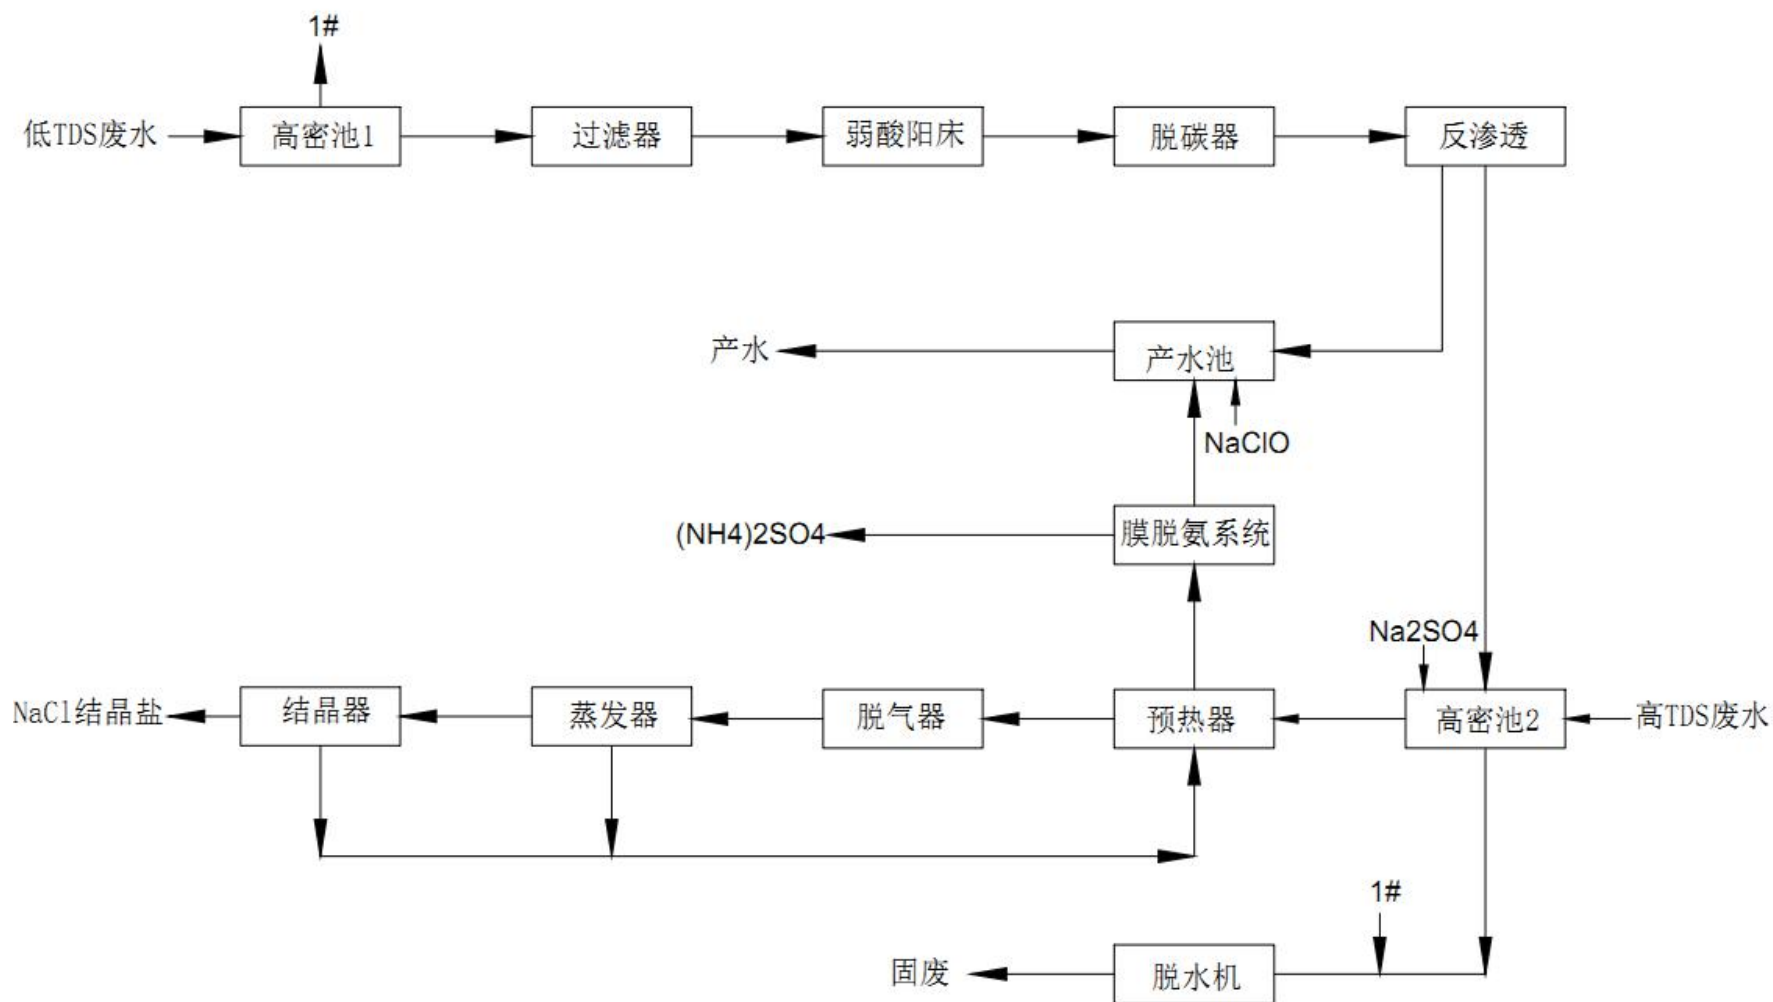 1#
低TDS废水
高密池1
过滤器
弱酸阳床
脱碳器
反渗透
产水
产水池
NaClO
(NH4)2SO4
膜脱氨系统
Na2SO4
NaCl结晶盐
结晶器
蒸发器
脱气器
预热器
高密池2
高TDS废水
1#
固废
脱水机